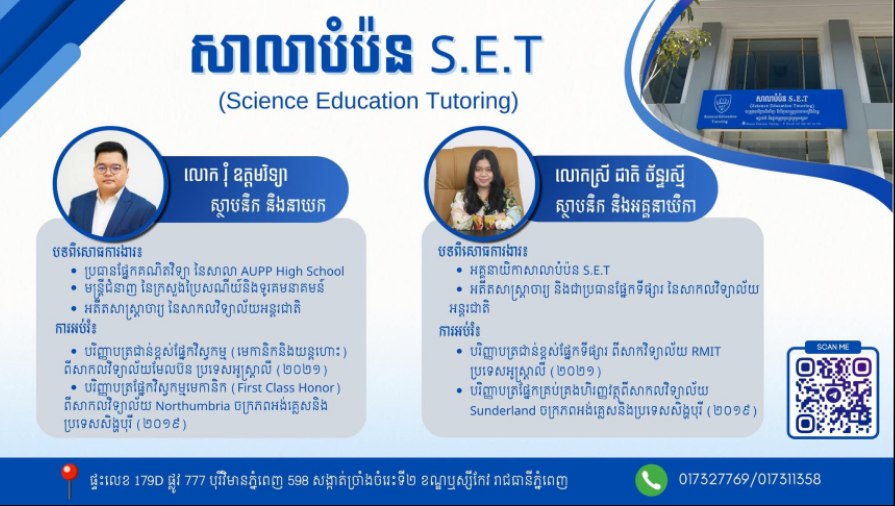 សាលាបំប៉ន S.E.T
(Science Education Tutoring)
សាលាបំប៉ន S.E.T
(Science Education Tutoring)
Science Education
Tutoring
លោក រុំ ឧត្តមវិទ្យា
ស្ថាបនិក និងនាយក
បទពិសោធការងារ៖
• ប្រធានផ្នែកគណិតវិទ្យា នៃសាលា AUPP High School
• មន្ត្រីជំនាញ នៃក្រសួងប្រៃសណីយ៍និងទូរគមនាគមន៍
• អតីតសាស្ត្រាចារ្យ នៃសាកលវិទ្យាល័យអន្តរជាតិ
ការអប់រំ៖
• បរិញ្ញាបត្រជាន់ខ្ពស់ផ្នែកវិស្វកម្ម (មេកានិកនិងយន្តហោះ)
ពីសាកលវិទ្យាល័យមែលប៊ន ប្រទេសអូស្ត្រាលី (២០២១)
• បរិញ្ញាបត្រផ្នែកវិស្វកម្មមេកានិក (First Class Honor)
ពីសាកលវិទ្យាល័យ Northumbria ចក្រភពអង់គ្លេសនិង
ប្រទេសសិង្ហបុរី (២០១៩)
លោកស្រី ដាតិ ច័ន្ទរស្មី
ស្ថាបនិក និងអគ្គនាយិកា
បទពិសោធការងារ៖
• អគ្គនាយិកាសាលាបំប៉ន S.E.T
• អតីតសាស្ត្រាចារ្យ និងជាប្រធានផ្នែកទីផ្សារ នៃសាកលវិទ្យាល័យ
អន្តរជាតិ
ការអប់រំ៖
• បរិញ្ញាបត្រជាន់ខ្ពស់ផ្នែកទីផ្សារ ពីសាកវិទ្យាល័យ RMIT
ប្រទេសអូស្ត្រាលី (២០២១)
• បរិញ្ញាបត្រផ្នែកគ្រប់គ្រងហិរញ្ញវត្ថុពីសាកលវិទ្យាល័យ
Sunderland ចក្រភពអង់គ្លេសនិងប្រទេសសិង្ហបុរី (២០១៩)
SCAN ME
ផ្ទះលេខ 179D ផ្លូវ 777 បុរីវិមានភ្នំពេញ 598 សង្កាត់ច្រាំងចំរេះទី២ ខណ្ឌឫស្សីកែវ រាជធានីភ្នំពេញ
017327769/017311358